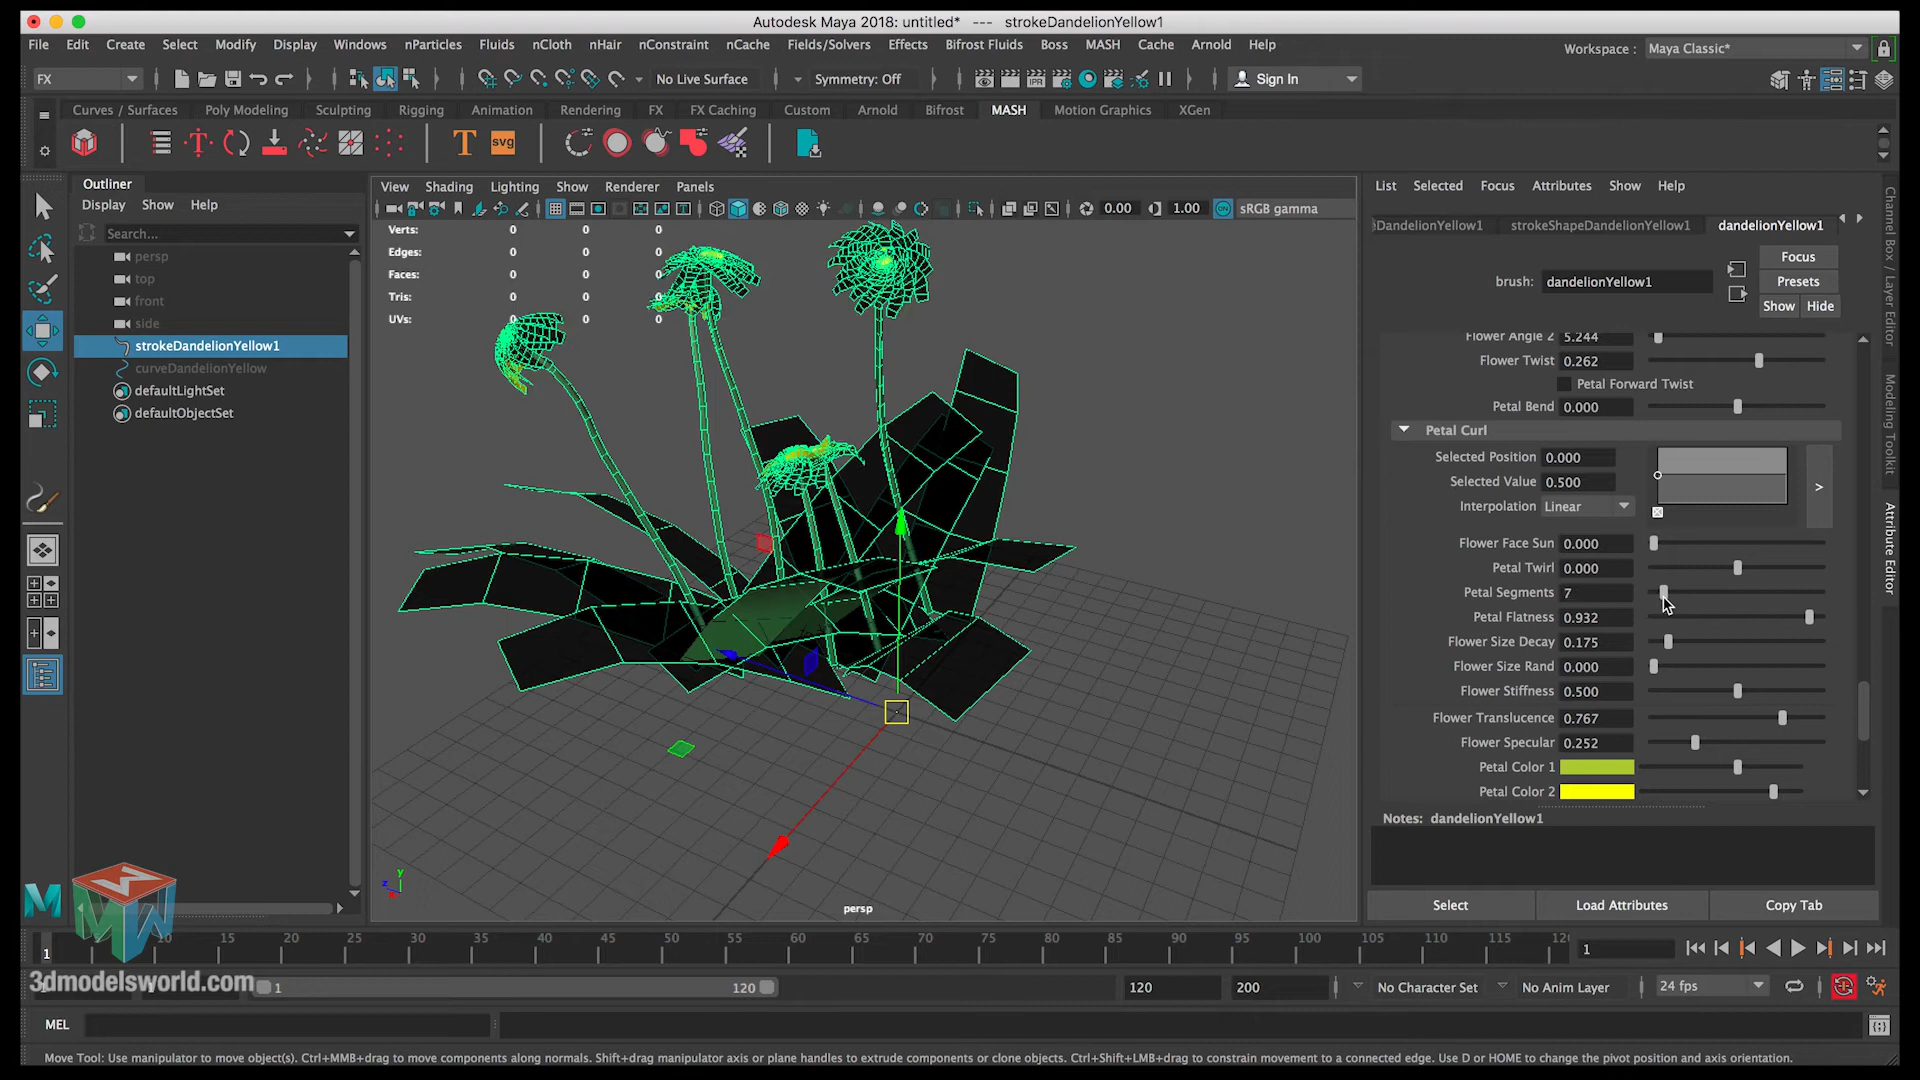 Autodesk Maya 2018: untitled*   ---   strokeDandelionYellow1
File Edit Create Select Modify Display Windows nParticles Fluids nCloth nHair nConstraint nCache Fields/Solvers Effects Bifrost Fluids Boss MASH Cache Arnold Help
Workspace : Maya Classic*
FX No Live Surface Symmetry: Off Sign In
Curves / Surfaces Poly Modeling Sculpting Rigging Animation Rendering FX FX Caching Custom Arnold Bifrost MASH Motion Graphics XGen
IPR
T svg
Outliner
Display Show Help
Search...
persp
top
front
side
strokeDandelionYellow1
curveDandelionYellow
defaultLightSet
defaultObjectSet
View Shading Lighting Show Renderer Panels
0.00 1.00 ON sRGB gamma
Verts: 0 0 0
Edges: 0 0 0
Faces: 0 0 0
Tris: 0 0 0
UVs: 0 0 0
y
z
persp
List Selected Focus Attributes Show Help
DandelionYellow1 strokeShapeDandelionYellow1 dandelionYellow1
brush: dandelionYellow1
Focus
Presets
Show Hide
Flower Angle 2 5.244
Flower Twist 0.262
Petal Forward Twist
Petal Bend 0.000
Petal Curl
Selected Position 0.000
Selected Value 0.500
Interpolation Linear
>
Flower Face Sun 0.000
Petal Twirl 0.000
Petal Segments 7
Petal Flatness 0.932
Flower Size Decay 0.175
Flower Size Rand 0.000
Flower Stiffness 0.500
Flower Translucence 0.767
Flower Specular 0.252
Petal Color 1
Petal Color 2
Notes: dandelionYellow1
Select Load Attributes Copy Tab
Channel Box / Layer Editor
Modeling Toolkit
Attribute Editor
1 10 15 20 25 30 35 40 45 50 55 60 65 70 75 80 85 90 95 100 105 110 115 12
1
M MW
3dmodelsworld.com
1 1 120 120 200 No Character Set No Anim Layer 24 fps
MEL
Move Tool: Use manipulator to move object(s). Ctrl+MMB+drag to move components along normals. Shift+drag manipulator axis or plane handles to extrude components or clone objects. Ctrl+Shift+LMB+drag to constrain movement to a connected edge. Use D or HOME to change the pivot position and axis orientation.